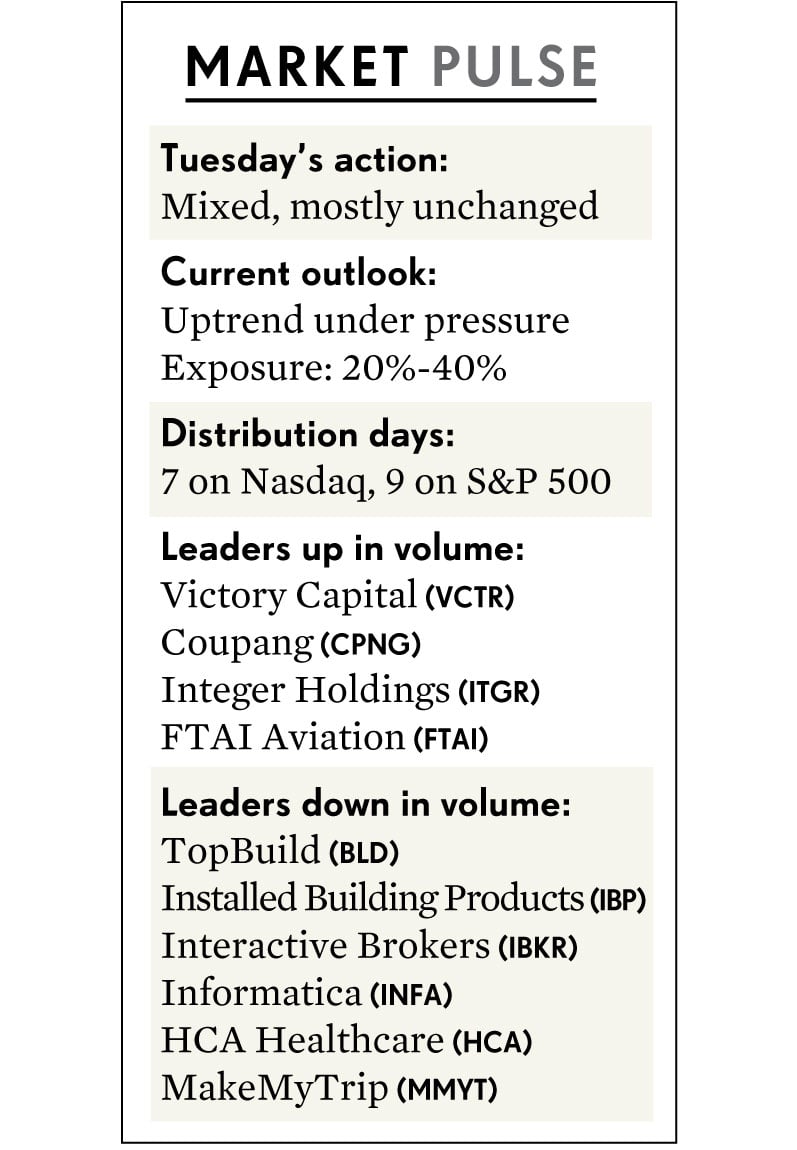 MARKET PULSE
Tuesday's action:
Mixed, mostly unchanged
Current outlook:
Uptrend under pressure
Exposure: 20%-40%
Distribution days:
7 on Nasdaq, 9 on S&P 500
Leaders up in volume:
Victory Capital (VCTR)
Coupang (CPNG)
Integer Holdings (ITGR)
FTAI Aviation (FTAI)
Leaders down in volume:
TopBuild (BLD)
Installed Building Products (IBP)
Interactive Brokers (IBKR)
Informatica (INFA)
HCA Healthcare (HCA)
MakeMyTrip (MMYT)